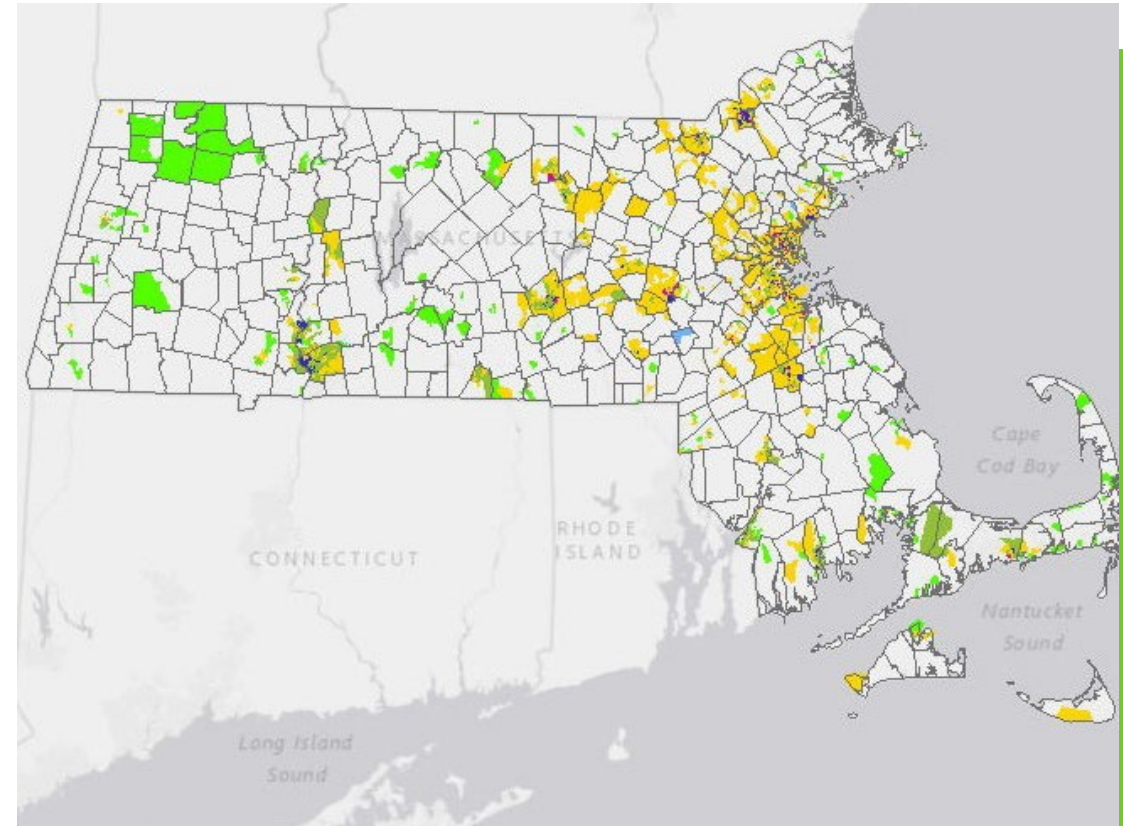 MASSACHUSETTS
Cape
Cod Bay
RHODE
ISLAND
CONNECTICUT
Nantucket
Sound
Long Island
Sound